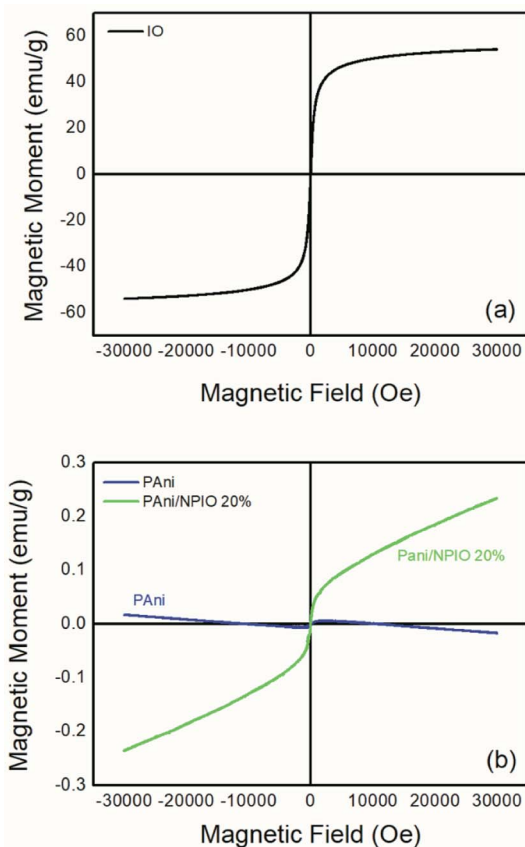 IO
Magnetic Moment (emu/g)
60
40
20
0
-20
-40
-60
(a)
-30000 -20000 -10000 0 10000 20000 30000
Magnetic Field (Oe)
PAni
PAni/NPIO 20%
Magnetic Moment (emu/g)
0.3
0.2
0.1
0.0
-0.1
-0.2
-0.3
Pani/NPIO 20%
PAni
(b)
-30000 -20000 -10000 0 10000 20000 30000
Magnetic Field (Oe)